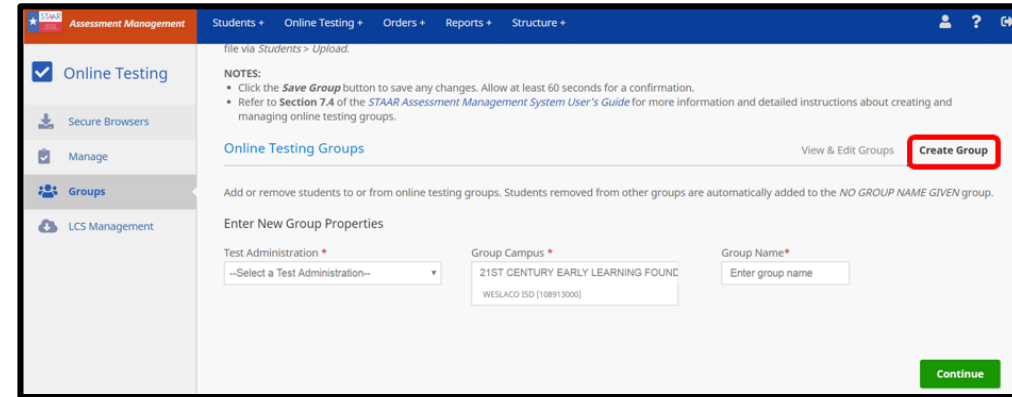 STAAR Assessment Management Students + Online Testing + Orders + Reports + Structure + ?
file via Students > Upload.
Online Testing
NOTES:
• Click the Save Group button to save any changes. Allow at least 60 seconds for a confirmation.
• Refer to Section 7.4 of the STAAR Assessment Management System User's Guide for more information and detailed instructions about creating and
managing online testing groups.
Secure Browsers
Manage
Groups
LCS Management
Online Testing Groups View & Edit Groups Create Group
Add or remove students to or from online testing groups. Students removed from other groups are automatically added to the NO GROUP NAME GIVEN group.
Enter New Group Properties
Test Administration * Group Campus * Group Name*
--Select a Test Administration-- 21ST CENTURY EARLY LEARNING FOUND Enter group name
WESLACO ISD [108913000]
Continue